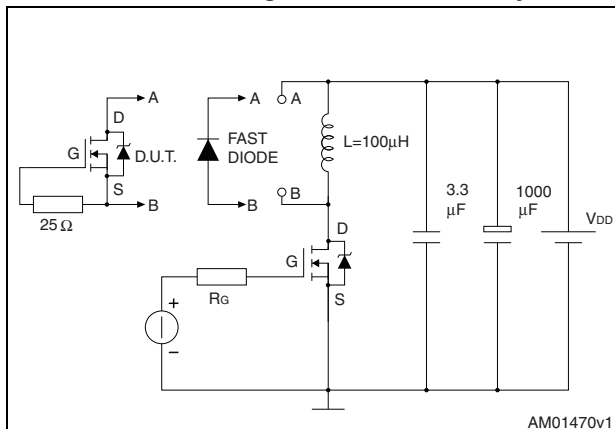 A
D
G
D.U.T.
S
B
25 Ω
A
FAST
DIODE
B
A
L=100µH
B
D
G
S
RG
+
−
3.3
µF
1000
µF
VDD
AM01470v1